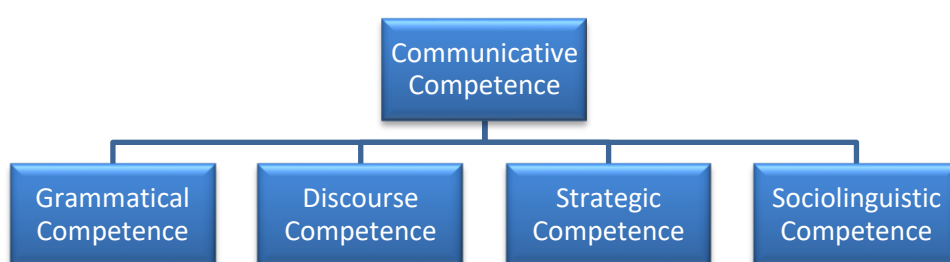 Communicative
Competence
Grammatical
Competence
Discourse
Competence
Strategic
Competence
Sociolinguistic
Competence